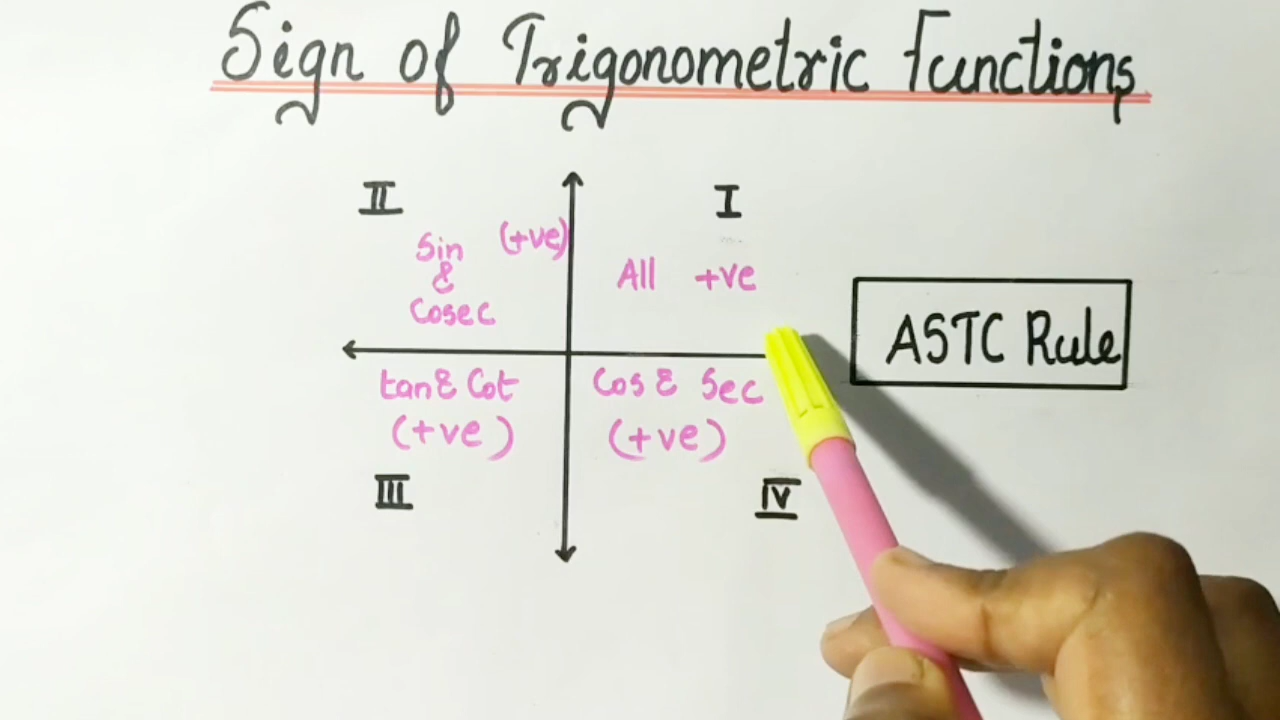 Sign of Trigonometric Functions
II
I
Sin (+ve)
&
Cosec
All +ve
ASTC Rule
tan & Cot
(+ve)
Cos & Sec
(+ve)
III
IV